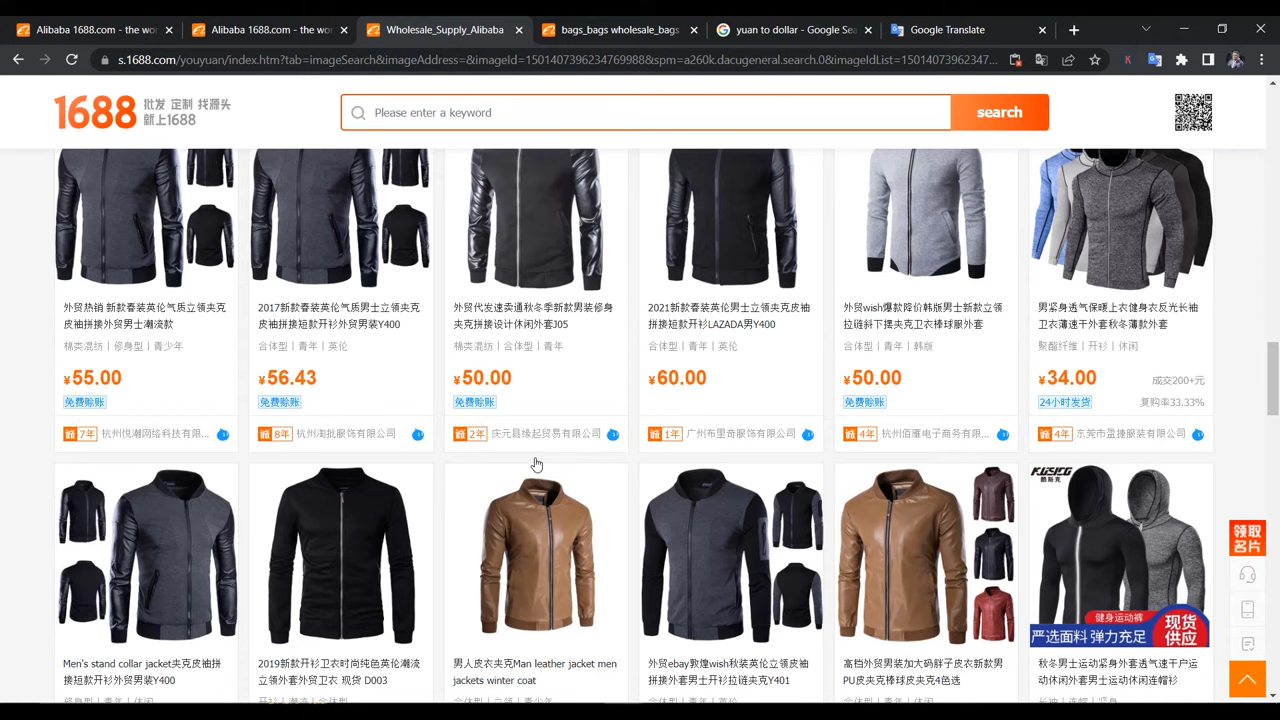 Alibaba 1688.com - the wo
Alibaba 1688.com - the wo
Wholesale_Supply_Alibaba
bags_bags wholesale_bags
yuan to dollar - Google Sea
Google Translate
s.1688.com/youyuan/index.htm?tab=imageSearch&imageAddress=&imageId=1501407396234769988&spm=a260k.dacugeneral.search.0&imageIdList=15014073962347...
1688
批发 定制 找源头
就上1688
Please enter a keyword
search
外贸热销 新款春装英伦气质立领夹克
皮袖拼接外贸男士潮流款
棉类混纺丨修身型丨青少年
¥55.00
免费赊账
7年
杭州悦潮网络科技有限...
2017新款春装英伦气质男士立领夹克
皮袖拼接短款开衫外贸男装Y400
合体型丨青年丨英伦
¥56.43
免费赊账
8年
杭州淘批服饰有限公司
外贸代发速卖通秋冬季新款男装修身
夹克拼接设计休闲外套J05
棉类混纺丨合体型丨青年
¥50.00
免费赊账
2年
庆元县缘起贸易有限公司
2021新款春装英伦男士立领夹克皮袖
拼接短款开衫LAZADA男Y400
合体型丨青年丨英伦
¥60.00
1年
广州布里奇服饰有限公司
外贸wish爆款降价韩版男士新款立领
拉链斜下摆夹克卫衣棒球服外套
合体型丨青年丨韩版
¥50.00
免费赊账
4年
杭州佰雁电子商务有限...
男紧身透气保暖上衣健身衣反光长袖
卫衣薄速干外套秋冬薄款外套
聚酯纤维丨开衫丨休闲
¥34.00
成交200+元
24小时发货
复购率33.33%
4年
东莞市盈捷服装有限公司
KUSICO
酷斯克
健身运动裤
严选面料 弹力充足
现货
供应
领取
名片
Men's stand collar jacket夹克皮袖拼
接短款开衫外贸男装Y400
2019新款开衫卫衣时尚纯色英伦潮流
立领外套外贸卫衣 现货 D003
男人皮衣夹克Man leather jacket men
jackets winter coat
外贸ebay敦煌wish秋装英伦立领皮袖
拼接外套男士开衫拉链夹克Y401
高档外贸男装加大码胖子皮衣新款男
PU皮夹克棒球皮夹克4色选
秋冬男士运动紧身外套透气速干户运
动休闲外套男士运动休闲连帽衫